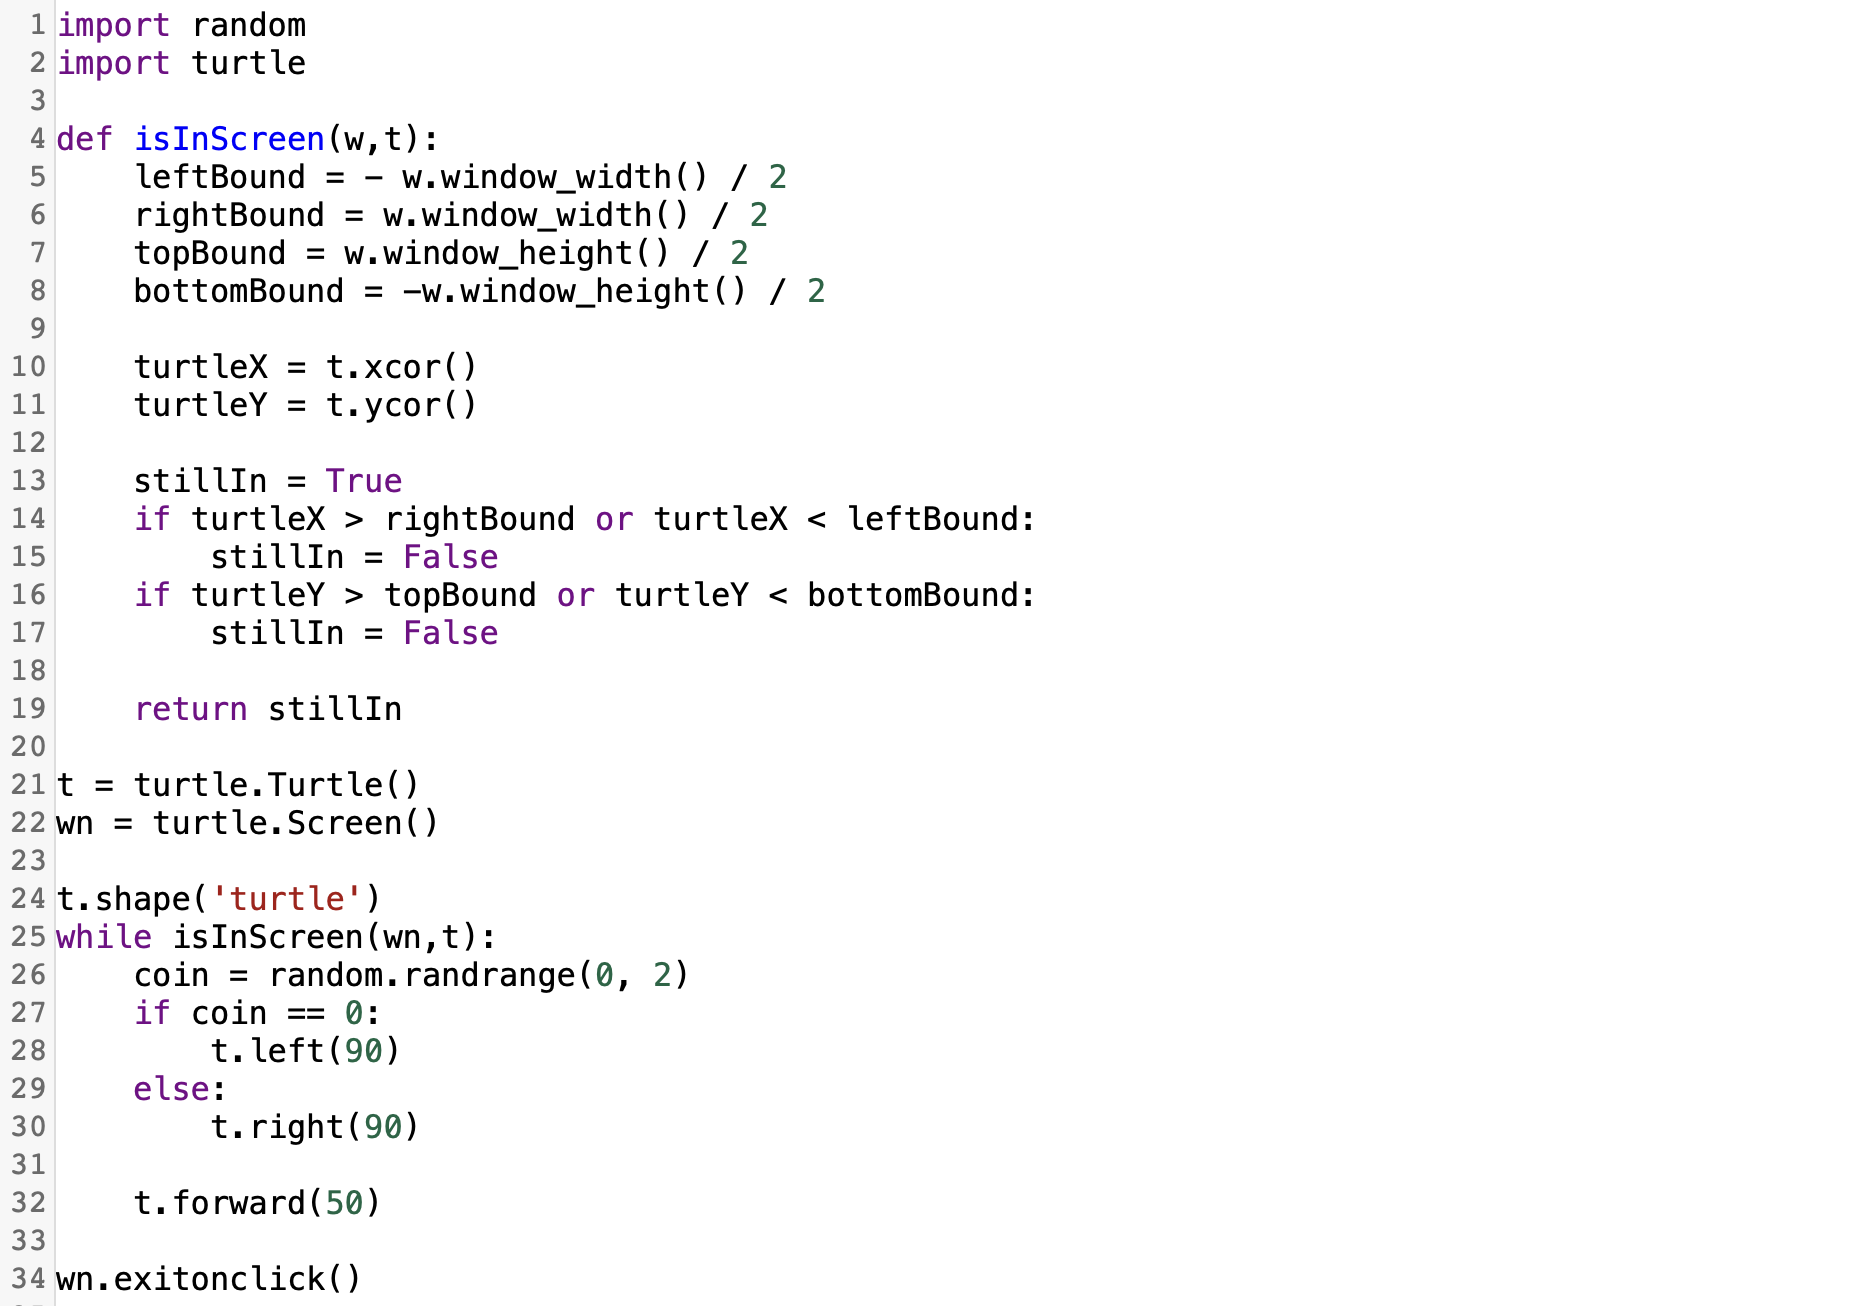 1 import random
2 import turtle
3
4 def isInScreen(w,t):
5     leftBound = - w.window_width() / 2
6     rightBound = w.window_width() / 2
7     topBound = w.window_height() / 2
8     bottomBound = -w.window_height() / 2
9
10     turtleX = t.xcor()
11     turtleY = t.ycor()
12
13     stillIn = True
14     if turtleX > rightBound or turtleX < leftBound:
15         stillIn = False
16     if turtleY > topBound or turtleY < bottomBound:
17         stillIn = False
18
19     return stillIn
20
21 t = turtle.Turtle()
22 wn = turtle.Screen()
23
24 t.shape('turtle')
25 while isInScreen(wn,t):
26     coin = random.randrange(0, 2)
27     if coin == 0:
28         t.left(90)
29     else:
30         t.right(90)
31
32     t.forward(50)
33
34 wn.exitonclick()